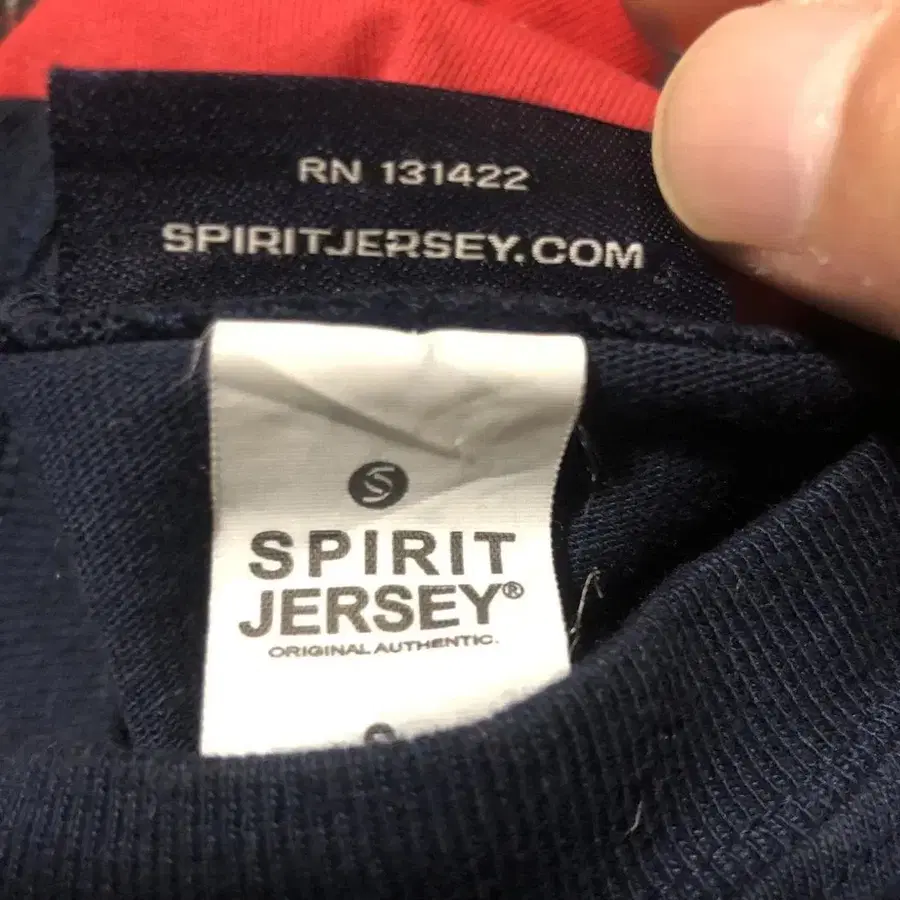 RN 131422
SPIRITJERSEY.COM
S
SPIRIT
JERSEY®
ORIGINAL AUTHENTIC.